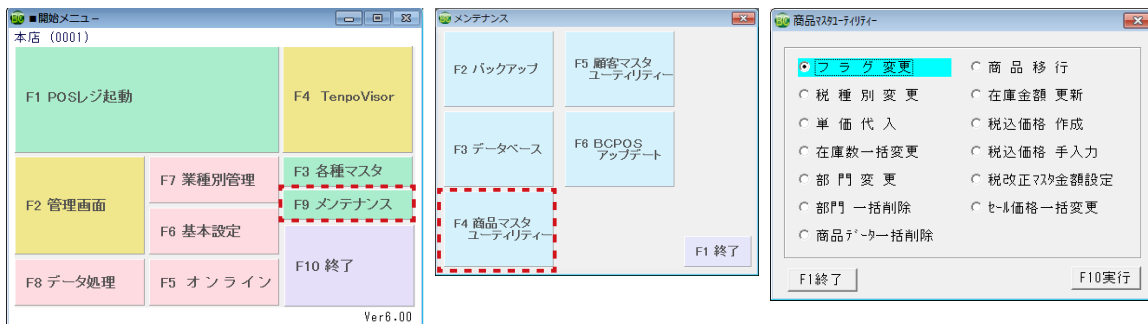 ■開始メニュー
本店 (0001)
F1 POSレジ起動
F4 TenpoVisor
F2 管理画面
F7 業種別管理
F3 各種マスタ
F9 メンテナンス
F6 基本設定
F10 終了
F8 データ処理
F5 オンライン
Ver6.00
メンテナンス
F2 バックアップ
F5 顧客マスタ
ユーティリティー
F3 データベース
F6 BCPOS
アップデート
F4 商品マスタ
ユーティリティー
F1 終了
商品ﾏｽﾀﾕｰﾃｨﾘﾃｨｰ
フラグ変更
商品移行
税種別変更
在庫金額 更新
単価代入
税込価格 作成
在庫数一括変更
税込価格 手入力
部門変更
税改正ﾏｽﾀ金額設定
部門 一括削除
ｾｰﾙ価格一括変更
商品ﾃﾞｰﾀ一括削除
F1終了
F10実行